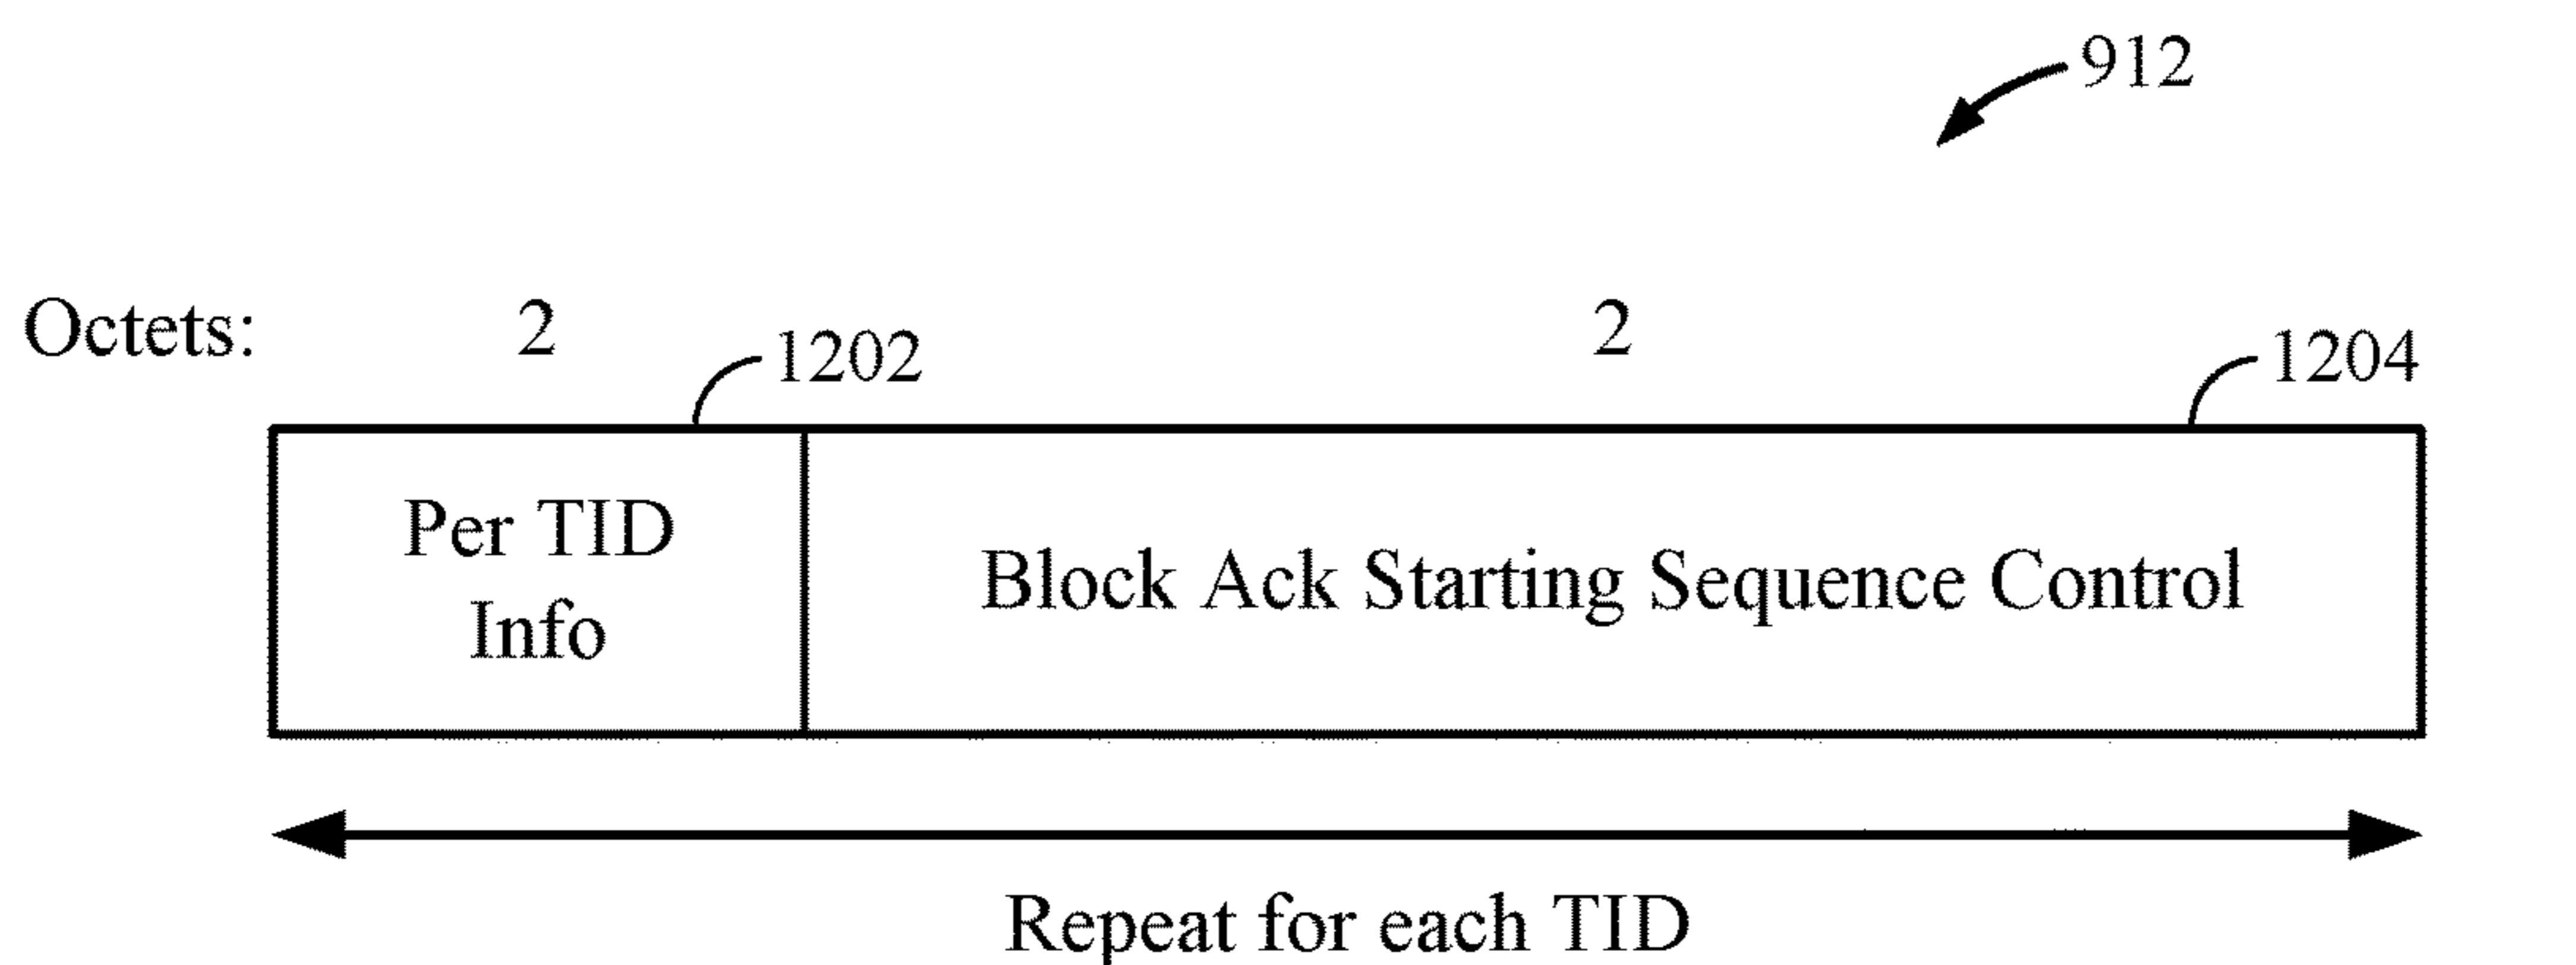 912
Octets: 2 2
1202 1204
Per TID
Info
Block Ack Starting Sequence Control
Repeat for each TID